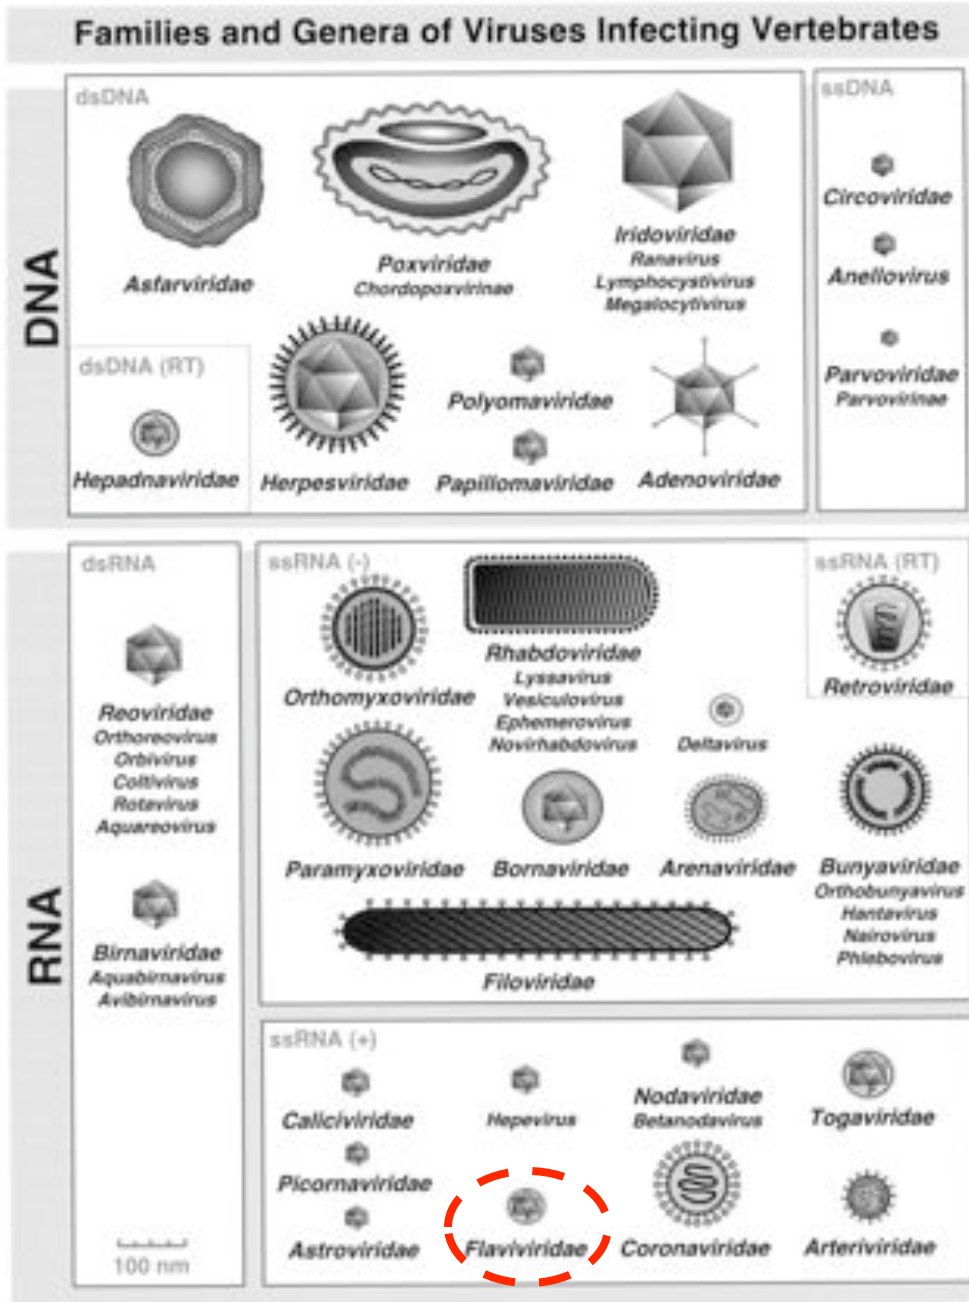 Families and Genera of Viruses Infecting Vertebrates
DNA
dsDNA
Asfarviridae
Poxviridae
Chordopoxvirinae
Iridoviridae
Ranavirus
Lymphocystivirus
Megalocytivirus
dsDNA (RT)
Hepadnaviridae
Herpesviridae
Polyomaviridae
Papillomaviridae
Adenoviridae
ssDNA
Circoviridae
Anellovirus
Parvoviridae
Parvovirinae
RNA
dsRNA
Reoviridae
Orthoreovirus
Orbivirus
Coltivirus
Rotavirus
Aquareovirus
Birnaviridae
Aquabirnavirus
Avibirnavirus
100 nm
ssRNA (-)
Orthomyxoviridae
Rhabdoviridae
Lyssavirus
Vesiculovirus
Ephemerovirus
Novirhabdovirus
Deltavirus
ssRNA (RT)
Retroviridae
Paramyxoviridae
Bornaviridae
Arenaviridae
Bunyaviridae
Orthobunyavirus
Hantavirus
Nairovirus
Phlebovirus
Filoviridae
ssRNA (+)
Caliciviridae
Hepevirus
Nodaviridae
Betanodavirus
Togaviridae
Picornaviridae
Astroviridae
Flaviviridae
Coronaviridae
Arteriviridae